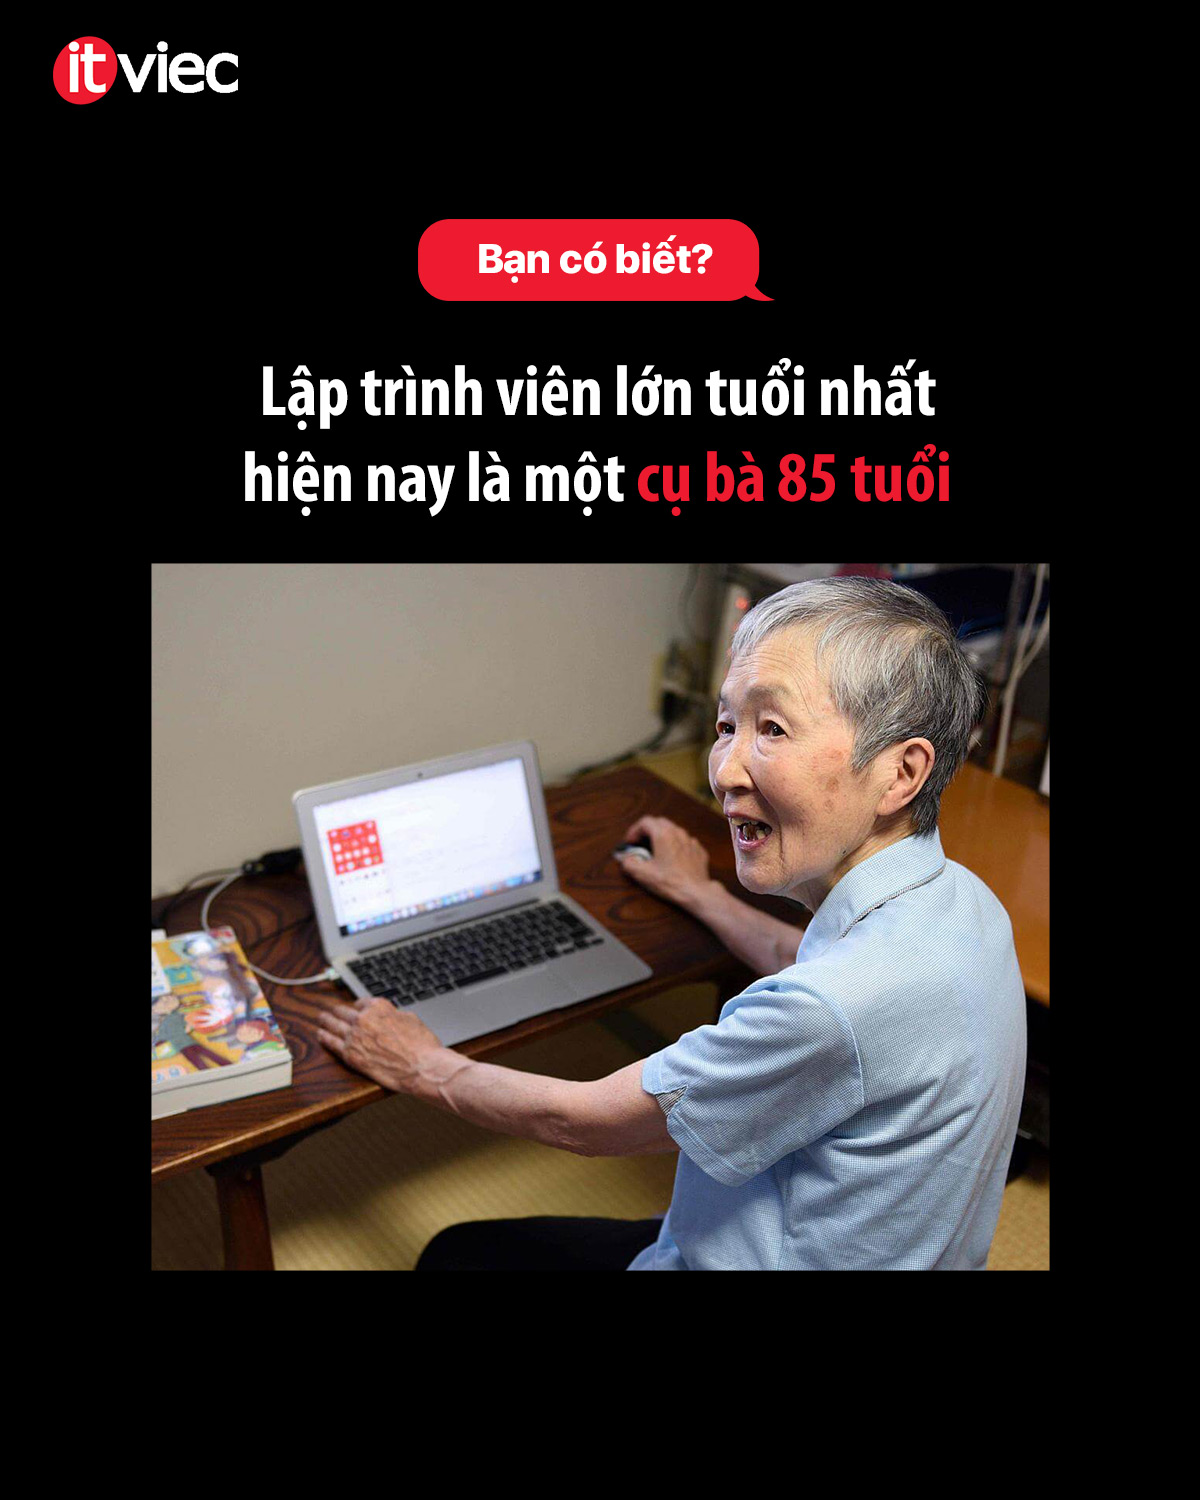 itviec
Bạn có biết?
Lập trình viên lớn tuổi nhất
hiện nay là một cụ bà 85 tuổi